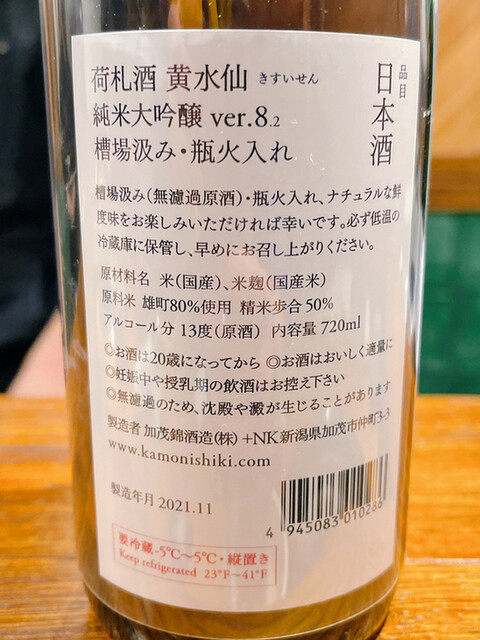 品目
日本酒
荷札酒 黄水仙 きすいせん
純米大吟醸 ver.8.2
槽場汲み・瓶火入れ
槽場汲み(無濾過原酒)・瓶火入れ、ナチュラルな鮮
度味をお楽しみいただければ幸いです。必ず低温の
冷蔵庫に保管し、早めにお召し上がりください。
原材料名 米(国産)、米麹(国産米)
原料米 雄町80%使用 精米歩合 50%
アルコール分 13度(原酒) 内容量 720ml
◎お酒は20歳になってから ◎お酒はおいしく適量に
◎妊娠中や授乳期の飲酒はお控え下さい
◎無濾過のため、沈殿や澱が生じることがあります
製造者 加茂錦酒造(株) +NK新潟県加茂市仲町3-3
www.kamonishiki.com
製造年月 2021.11
4 945083 010286
要冷蔵-5℃〜5℃・縦置き
Keep refrigerated 23°F〜41°F